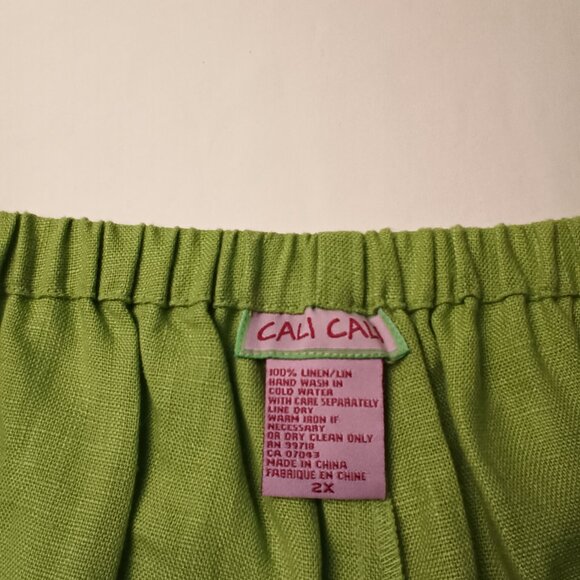 CALI CALI
100% LINEN/LIN
HAND WASH IN
COLD WATER
WITH CARE SEPARATELY
LINE DRY
WARM IRON IF
NECESSARY
OR DRY CLEAN ONLY
RN 99718
CA 07043
MADE IN CHINA
FABRIQUE EN CHINE
2X